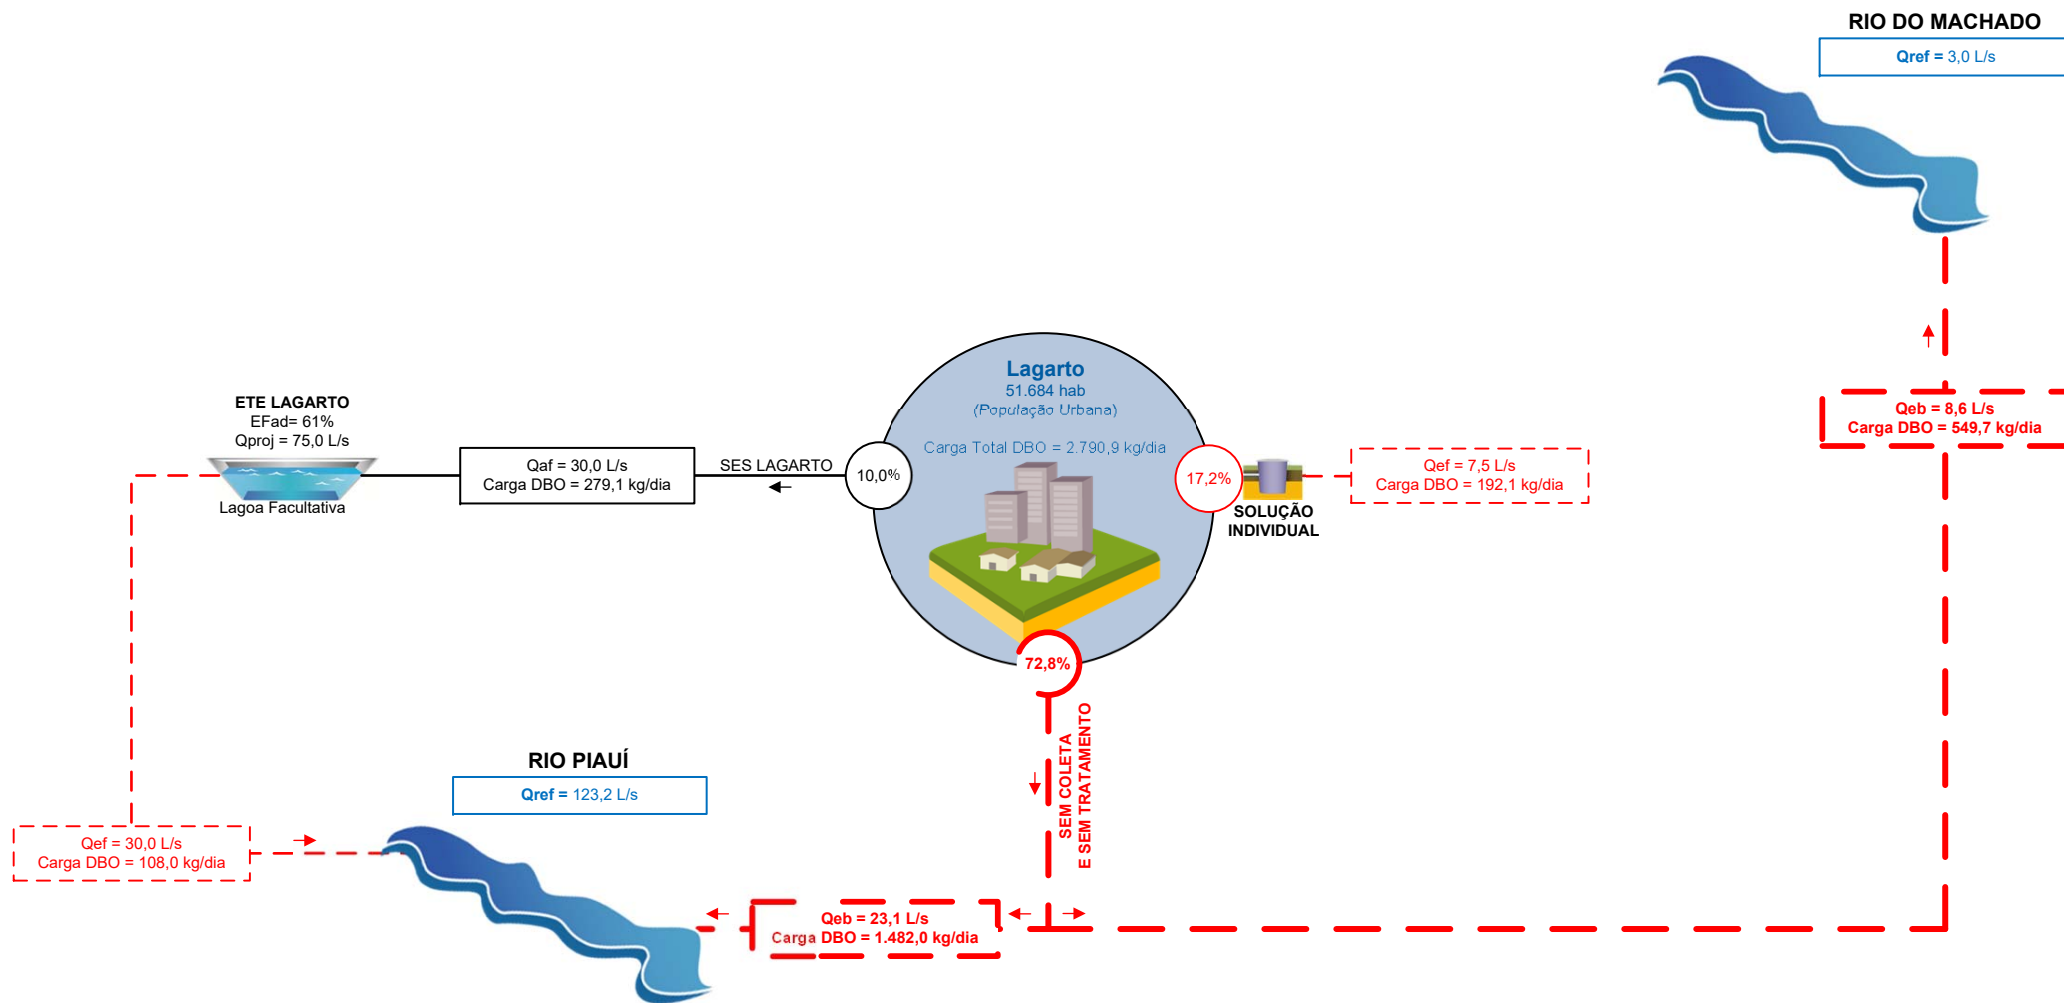 RIO DO MACHADO
Qref = 3,0 L/s
Lagarto
51.684 hab
(População Urbana)
Carga Total DBO = 2.790,9 kg/dia
ETE LAGARTO
EFad= 61%
Qproj = 75,0 L/s
Lagoa Facultativa
Qaf = 30,0 L/s
Carga DBO = 279,1 kg/dia
SES LAGARTO
10,0%
17,2%
SOLUÇÃO
INDIVIDUAL
Qef = 7,5 L/s
Carga DBO = 192,1 kg/dia
Qeb = 8,6 L/s
Carga DBO = 549,7 kg/dia
72,8%
SEM COLETA
E SEM TRATAMENTO
RIO PIAUÍ
Qref = 123,2 L/s
Qef = 30,0 L/s
Carga DBO = 108,0 kg/dia
Qeb = 23,1 L/s
Carga DBO = 1.482,0 kg/dia